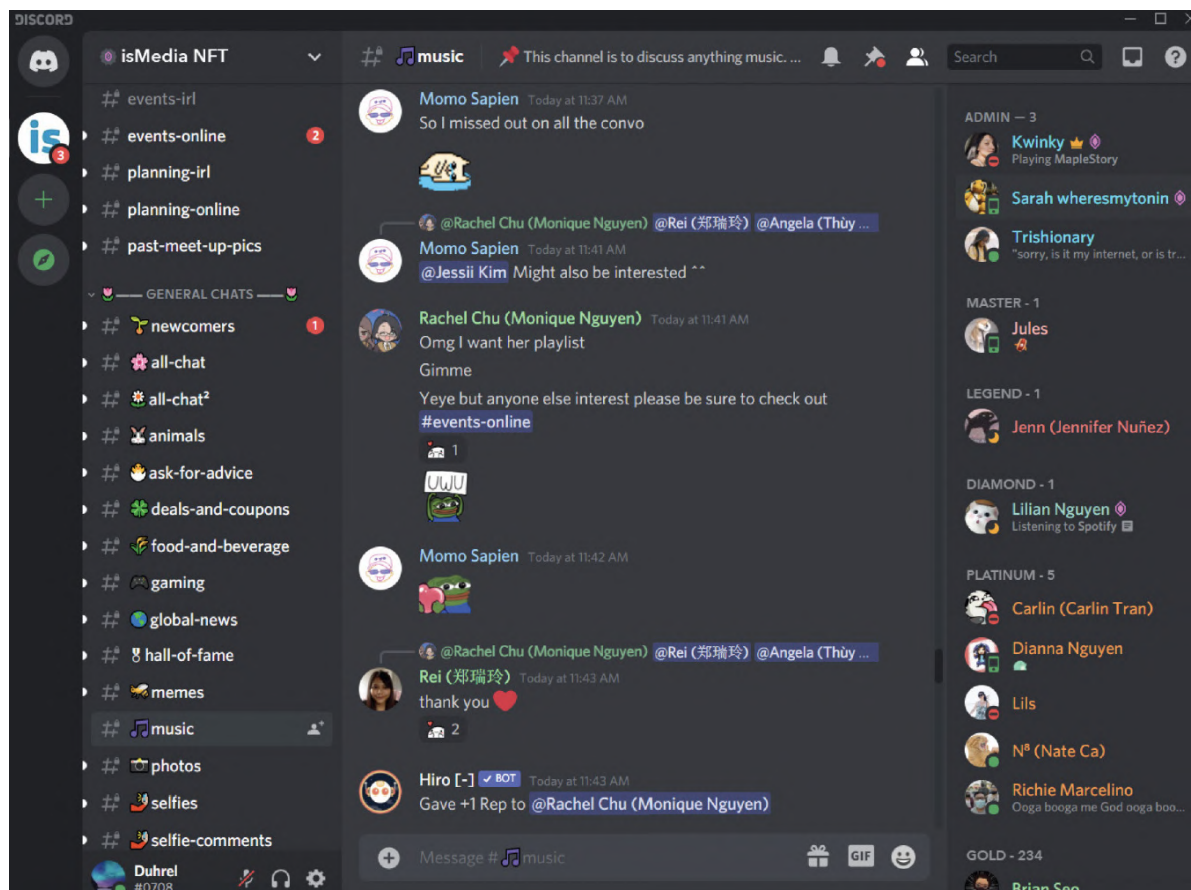 DISCORD
isMedia NFT
music
This channel is to discuss anything music. ...
Search
is
3
events-irl
events-online
2
planning-irl
planning-online
past-meet-up-pics
GENERAL CHATS
newcomers
1
all-chat
all-chat²
animals
ask-for-advice
deals-and-coupons
food-and-beverage
gaming
global-news
hall-of-fame
memes
music
photos
selfies
selfie-comments
Duhrel
#0708
Momo Sapien Today at 11:37 AM
So I missed out on all the convo
@Rachel Chu (Monique Nguyen) @Rei (郑瑞玲) @Angela (Thùy ...
Momo Sapien Today at 11:41 AM
@Jessii Kim Might also be interested ^^
Rachel Chu (Monique Nguyen) Today at 11:41 AM
Omg I want her playlist
Gimme
Yeye but anyone else interest please be sure to check out
#events-online
1
UWU
Momo Sapien Today at 11:42 AM
@Rachel Chu (Monique Nguyen) @Rei (郑瑞玲) @Angela (Thùy ...
Rei (郑瑞玲) Today at 11:43 AM
thank you
2
Hiro [-] ✓ BOT Today at 11:43 AM
Gave +1 Rep to @Rachel Chu (Monique Nguyen)
Message # music
GIF
ADMIN — 3
Kwinky
Playing MapleStory
Sarah wheresmytonin
Trishionary
"sorry, is it my internet, or is tr...
MASTER - 1
Jules
LEGEND - 1
Jenn (Jennifer Nuñez)
DIAMOND - 1
Lilian Nguyen
Listening to Spotify
PLATINUM - 5
Carlin (Carlin Tran)
Dianna Nguyen
Lils
N⁸ (Nate Ca)
Richie Marcelino
Ooga booga me God ooga boo...
GOLD - 234
Brian Seo